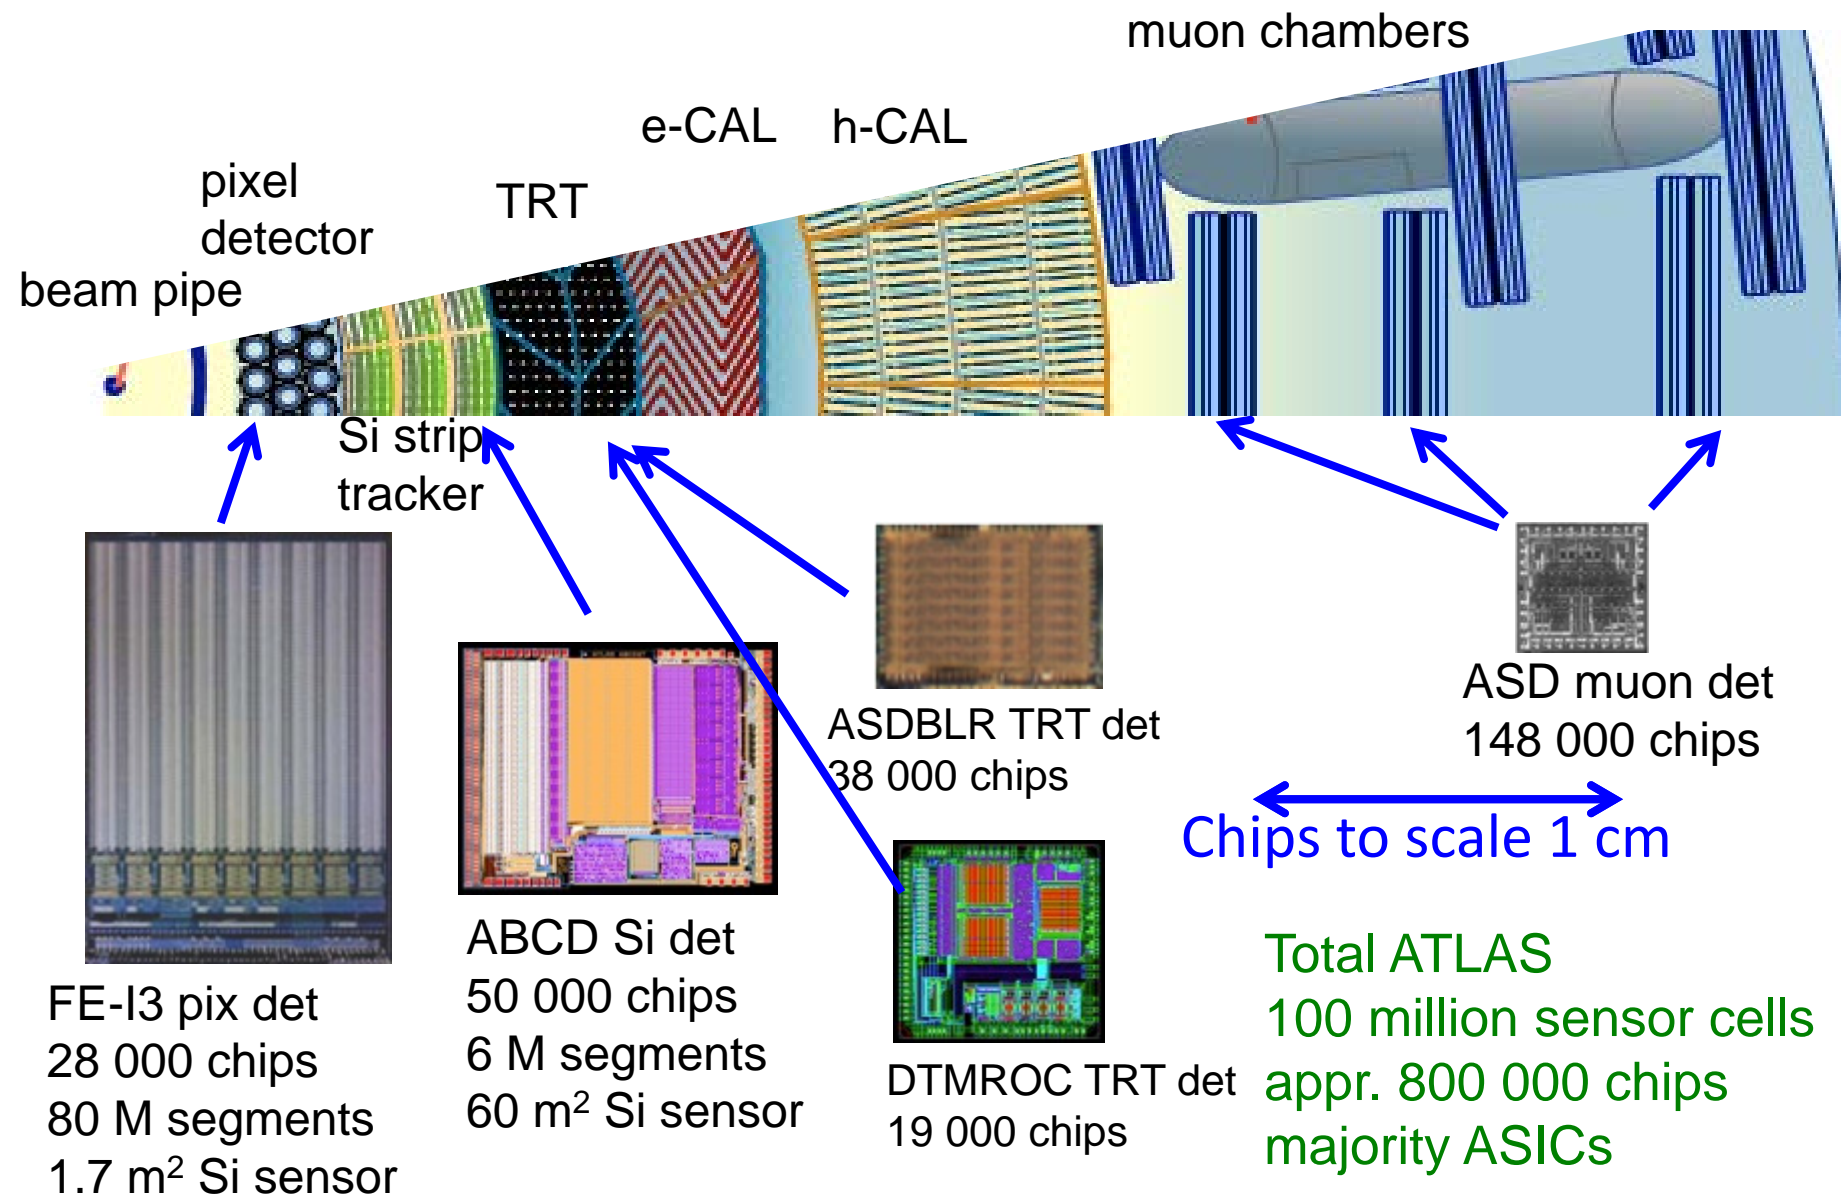 muon chambers
e-CAL
h-CAL
pixel
detector
TRT
beam pipe
Si strip
tracker
ASD muon det
148 000 chips
ASDBLR TRT det
38 000 chips
Chips to scale 1 cm
ABCD Si det
50 000 chips
6 M segments
60 m² Si sensor
FE-I3 pix det
28 000 chips
80 M segments
1.7 m² Si sensor
DTMROC TRT det
19 000 chips
Total ATLAS
100 million sensor cells
appr. 800 000 chips
majority ASICs